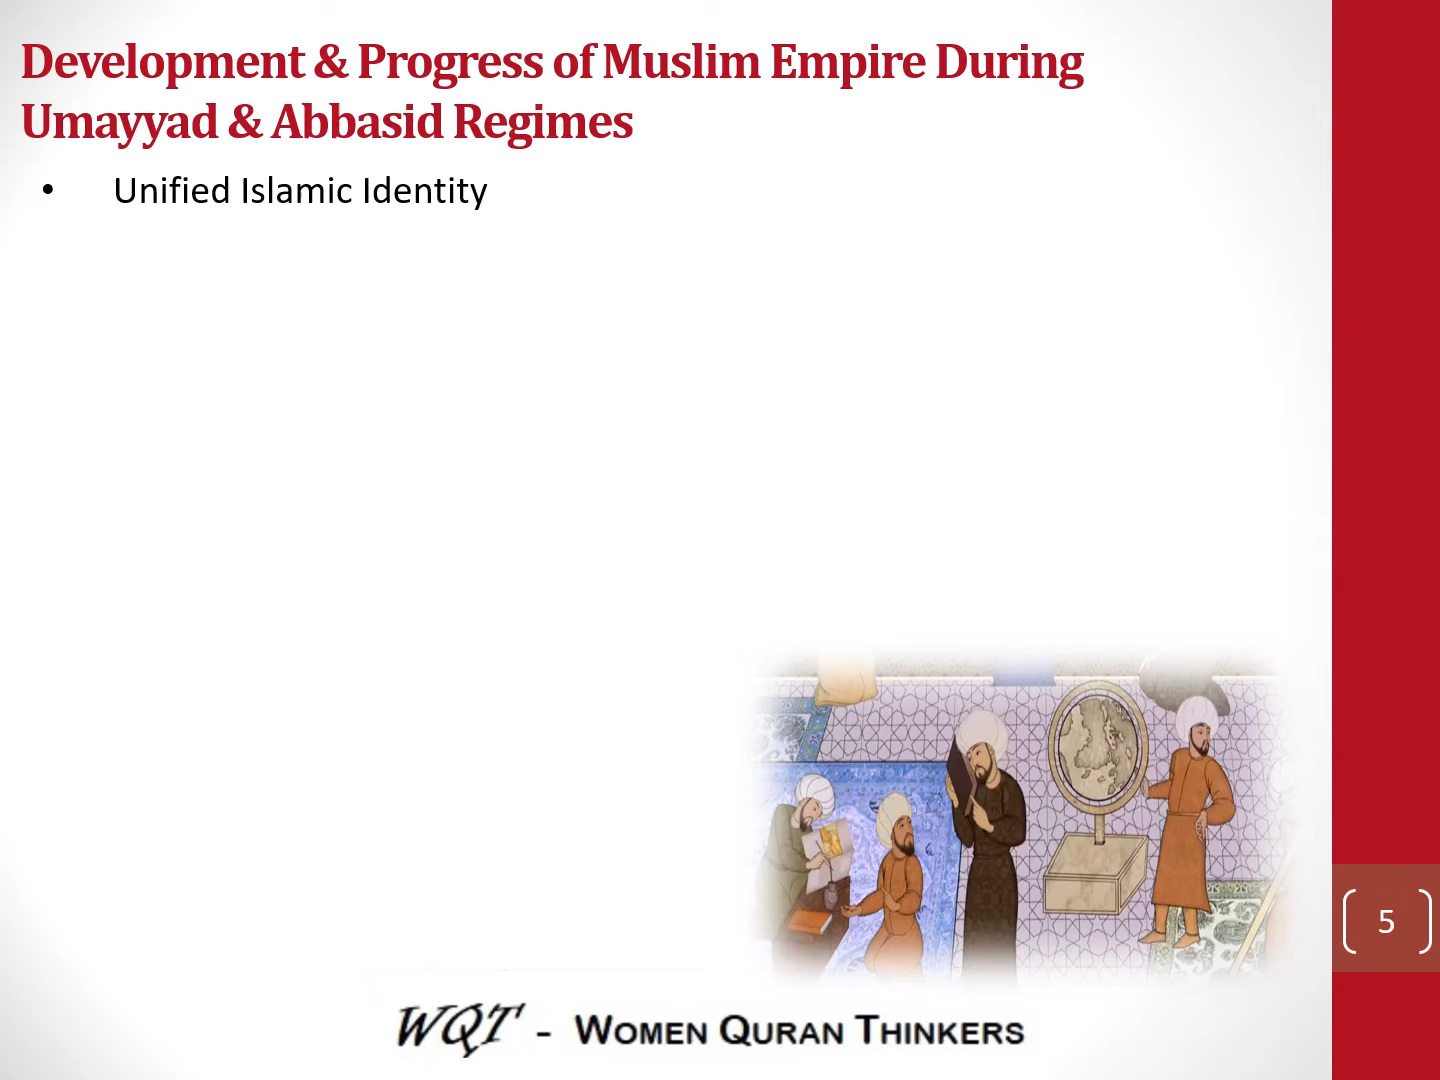 Development & Progress of Muslim Empire During
Umayyad & Abbasid Regimes
• Unified Islamic Identity
5
WQT - WOMEN QURAN THINKERS